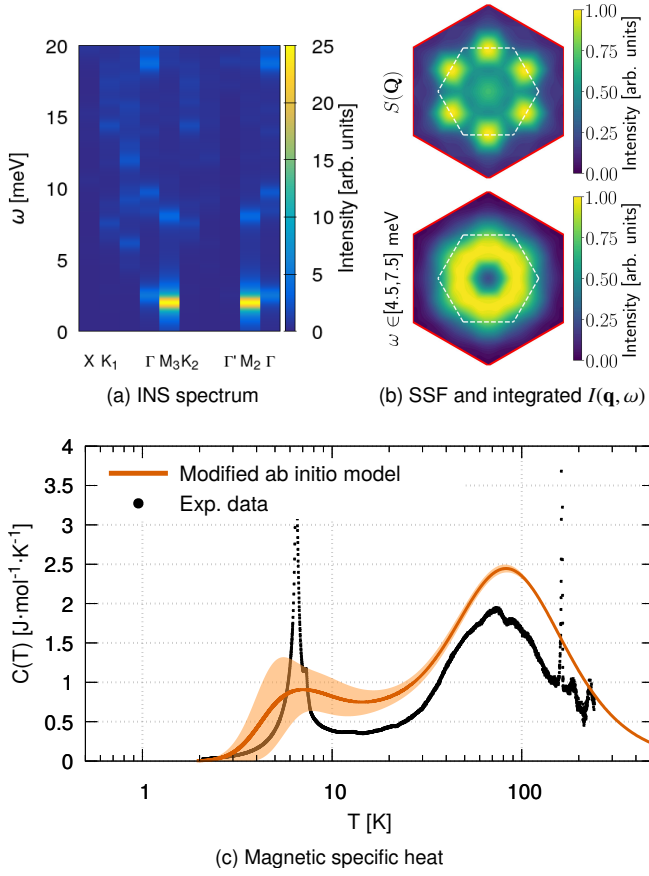 20
15
10
5
0
ω [meV]
X K1 Γ M3 K2 Γ' M2 Γ
25
20
15
10
5
0
Intensity [arb. units]
(a) INS spectrum
S(Q)
1.00
0.75
0.50
0.25
0.00
Intensity [arb. units]
ω ∈[4.5,7.5] meV
1.00
0.75
0.50
0.25
0.00
Intensity [arb. units]
(b) SSF and integrated I(q, ω)
C(T) [J·mol⁻¹·K⁻¹]
4
3.5
3
2.5
2
1.5
1
0.5
0
Modified ab initio model
Exp. data
1 10 100
T [K]
(c) Magnetic specific heat